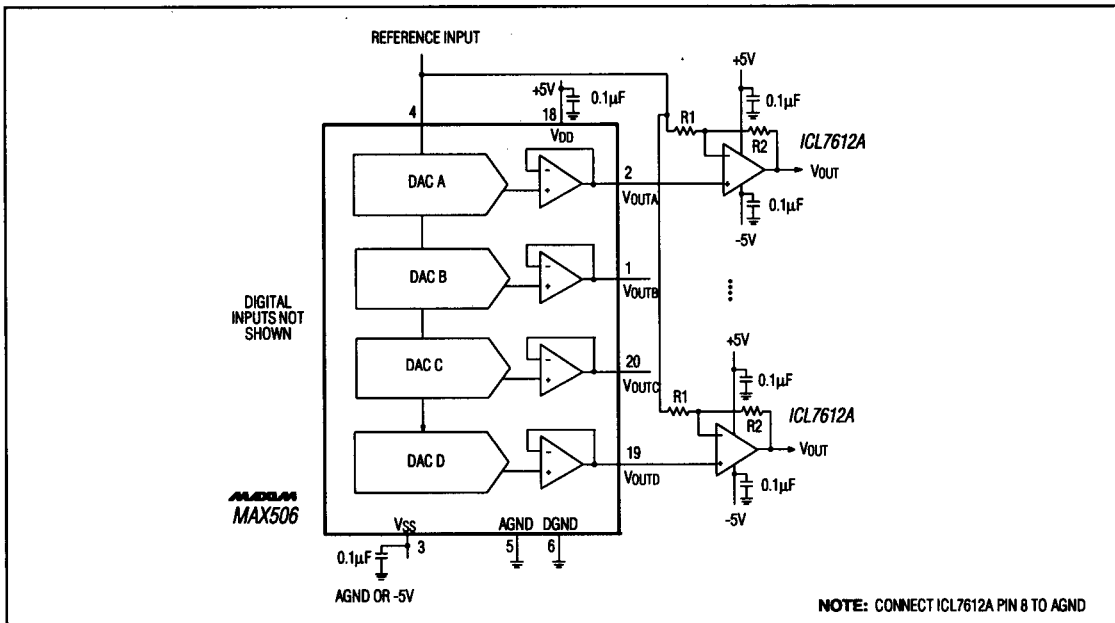 REFERENCE INPUT
4
+5V
0.1µF
18
VDD
+5V
0.1µF
R1
R2
ICL7612A
VOUT
0.1µF
-5V
DAC A
2
VOUTA
DAC B
1
VOUTB
DIGITAL
INPUTS NOT
SHOWN
DAC C
20
VOUTC
+5V
0.1µF
R1
R2
ICL7612A
VOUT
0.1µF
-5V
DAC D
19
VOUTD
MAXIM
MAX506
VSS
3
AGND
5
DGND
6
0.1µF
AGND OR -5V
NOTE: CONNECT ICL7612A PIN 8 TO AGND